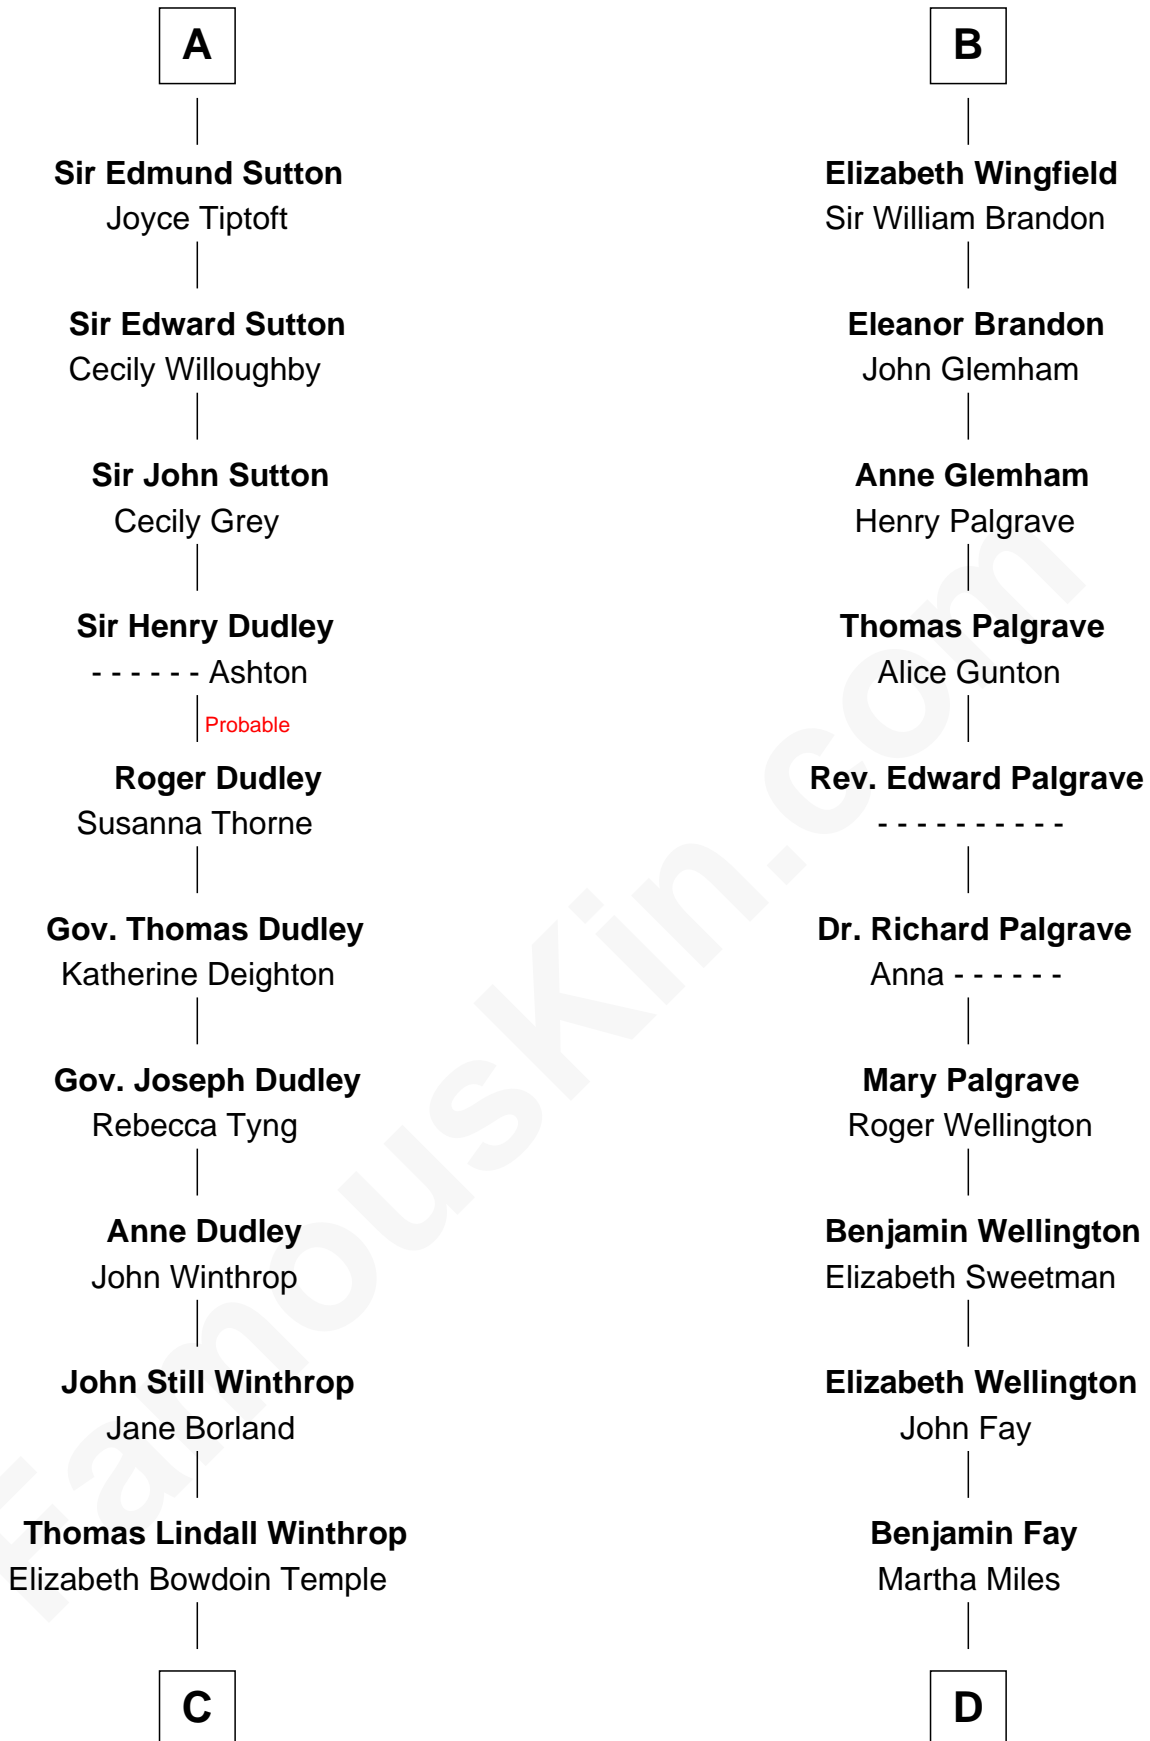 A
Sir Edmund Sutton
Joyce Tiptoft
Sir Edward Sutton
Cecily Willoughby
Sir John Sutton
Cecily Grey
Sir Henry Dudley
- - - - - - Ashton
Probable
Roger Dudley
Susanna Thorne
Gov. Thomas Dudley
Katherine Deighton
Gov. Joseph Dudley
Rebecca Tyng
Anne Dudley
John Winthrop
John Still Winthrop
Jane Borland
Thomas Lindall Winthrop
Elizabeth Bowdoin Temple
C
B
Elizabeth Wingfield
Sir William Brandon
Eleanor Brandon
John Glemham
Anne Glemham
Henry Palgrave
Thomas Palgrave
Alice Gunton
Rev. Edward Palgrave
- - - - - - - - - -
Dr. Richard Palgrave
Anna - - - - - -
Mary Palgrave
Roger Wellington
Benjamin Wellington
Elizabeth Sweetman
Elizabeth Wellington
John Fay
Benjamin Fay
Martha Miles
D
FamousKin.com